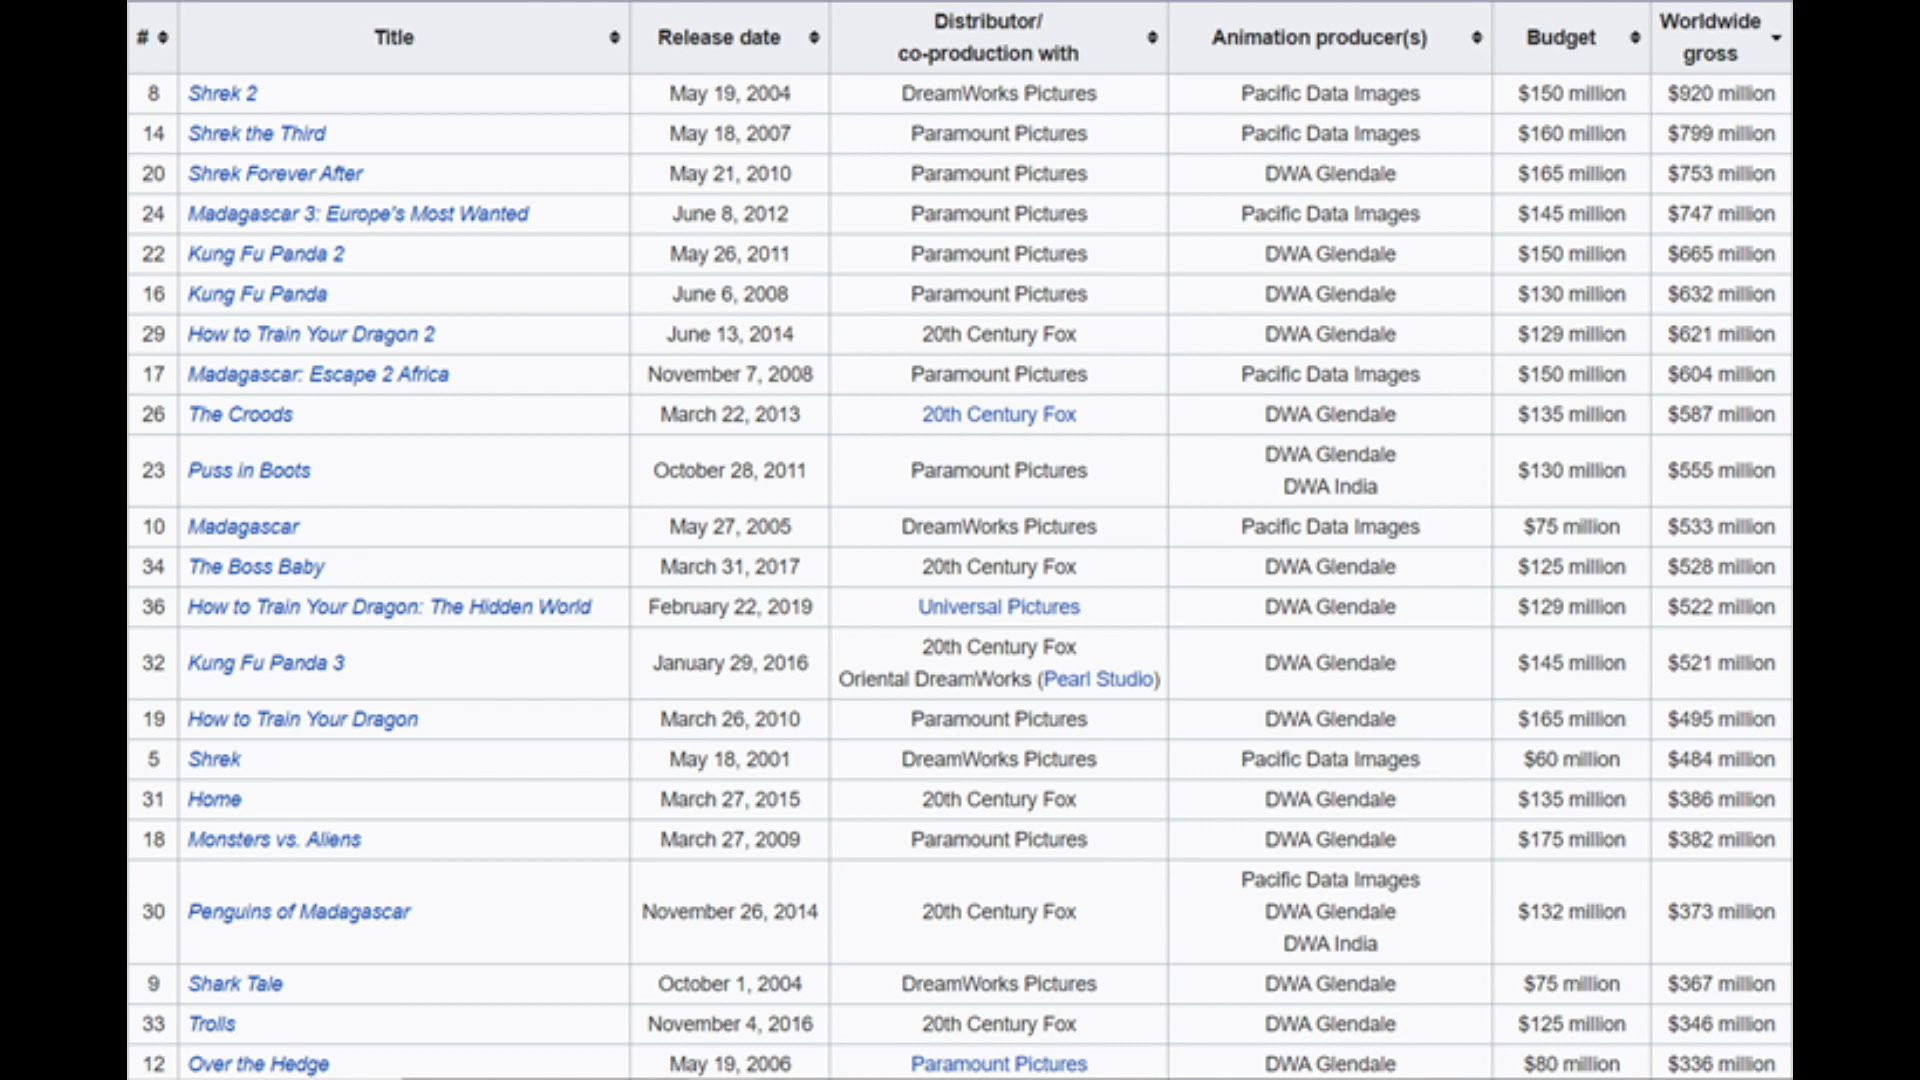 # Title Release date Distributor/ co-production with Animation producer(s) Budget Worldwide gross
8 Shrek 2 May 19, 2004 DreamWorks Pictures Pacific Data Images $150 million $920 million
14 Shrek the Third May 18, 2007 Paramount Pictures Pacific Data Images $160 million $799 million
20 Shrek Forever After May 21, 2010 Paramount Pictures DWA Glendale $165 million $753 million
24 Madagascar 3: Europe's Most Wanted June 8, 2012 Paramount Pictures Pacific Data Images $145 million $747 million
22 Kung Fu Panda 2 May 26, 2011 Paramount Pictures DWA Glendale $150 million $665 million
16 Kung Fu Panda June 6, 2008 Paramount Pictures DWA Glendale $130 million $632 million
29 How to Train Your Dragon 2 June 13, 2014 20th Century Fox DWA Glendale $129 million $621 million
17 Madagascar: Escape 2 Africa November 7, 2008 Paramount Pictures Pacific Data Images $150 million $604 million
26 The Croods March 22, 2013 20th Century Fox DWA Glendale $135 million $587 million
23 Puss in Boots October 28, 2011 Paramount Pictures DWA Glendale DWA India $130 million $555 million
10 Madagascar May 27, 2005 DreamWorks Pictures Pacific Data Images $75 million $533 million
34 The Boss Baby March 31, 2017 20th Century Fox DWA Glendale $125 million $528 million
36 How to Train Your Dragon: The Hidden World February 22, 2019 Universal Pictures DWA Glendale $129 million $522 million
32 Kung Fu Panda 3 January 29, 2016 20th Century Fox Oriental DreamWorks (Pearl Studio) DWA Glendale $145 million $521 million
19 How to Train Your Dragon March 26, 2010 Paramount Pictures DWA Glendale $165 million $495 million
5 Shrek May 18, 2001 DreamWorks Pictures Pacific Data Images $60 million $484 million
31 Home March 27, 2015 20th Century Fox DWA Glendale $135 million $386 million
18 Monsters vs. Aliens March 27, 2009 Paramount Pictures DWA Glendale $175 million $382 million
30 Penguins of Madagascar November 26, 2014 20th Century Fox Pacific Data Images DWA Glendale DWA India $132 million $373 million
9 Shark Tale October 1, 2004 DreamWorks Pictures DWA Glendale $75 million $367 million
33 Trolls November 4, 2016 20th Century Fox DWA Glendale $125 million $346 million
12 Over the Hedge May 19, 2006 Paramount Pictures DWA Glendale $80 million $336 million